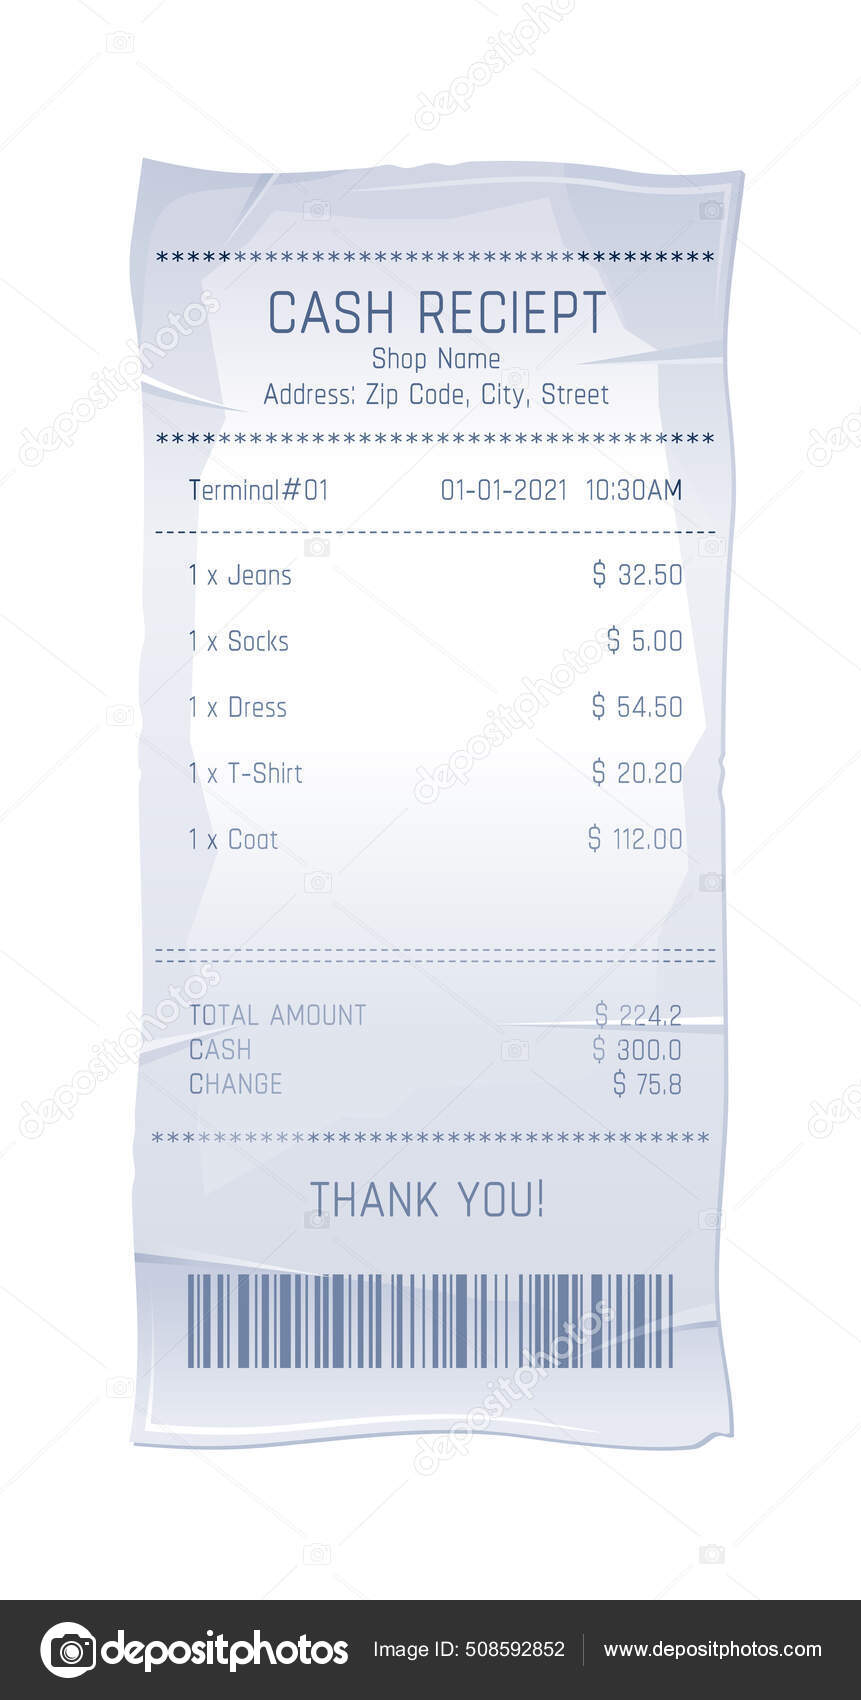 ************************************
CASH RECIEPT
Shop Name
Address: Zip Code, City, Street
************************************
Terminal#01 01-01-2021 10:30AM
1 x Jeans $ 32.50
1 x Socks $ 5.00
1 x Dress $ 54.50
1 x T-Shirt $ 20.20
1 x Coat $ 112.00
TOTAL AMOUNT $ 224.2
CASH $ 300.0
CHANGE $ 75.8
************************************
THANK YOU!
depositphotos Image ID: 508592852 www.depositphotos.com